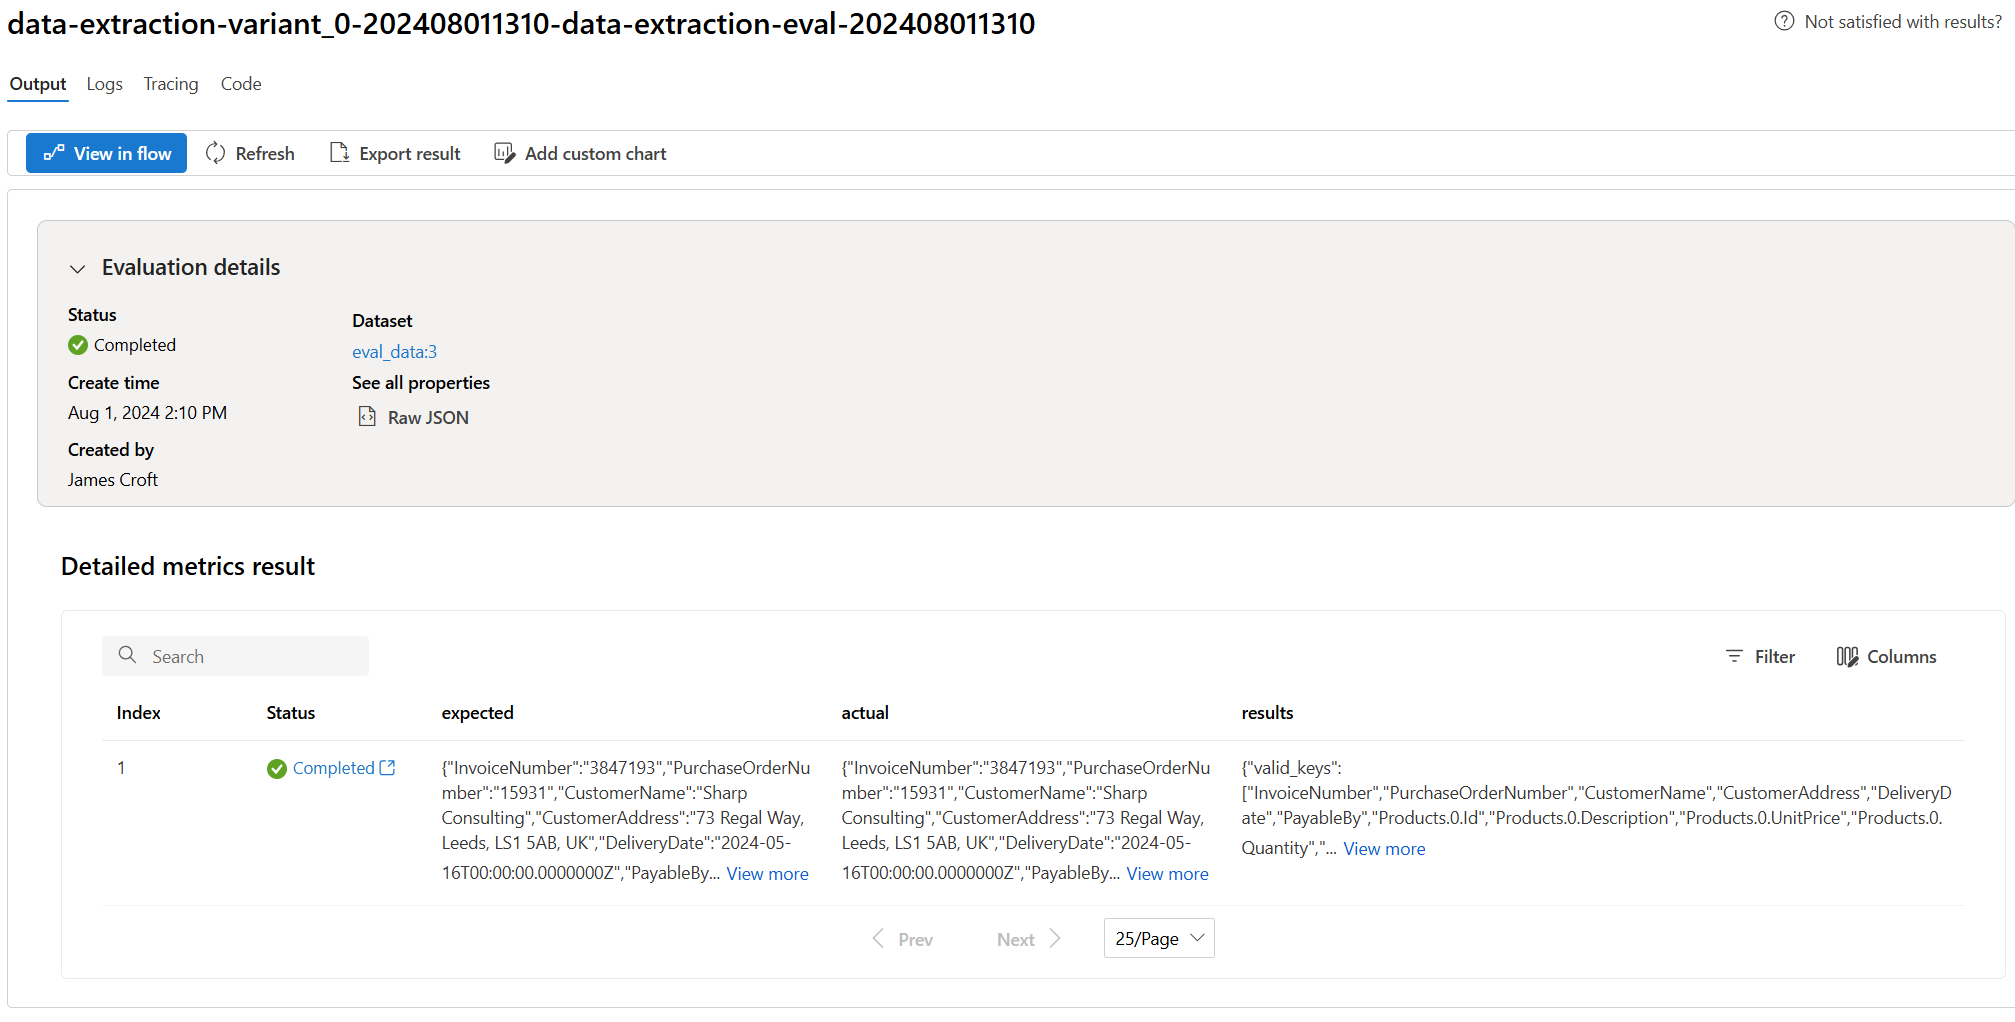 data-extraction-variant_0-202408011310-data-extraction-eval-202408011310
Not satisfied with results?
Output Logs Tracing Code
View in flow Refresh Export result Add custom chart
Evaluation details
Status
Completed
Create time
Aug 1, 2024 2:10 PM
Created by
James Croft
Dataset
eval_data:3
See all properties
Raw JSON
Detailed metrics result
Search
Filter Columns
Index Status expected actual results
1
Completed
{"InvoiceNumber":"3847193","PurchaseOrderNu
mber":"15931","CustomerName":"Sharp
Consulting","CustomerAddress":"73 Regal Way,
Leeds, LS1 5AB, UK","DeliveryDate":"2024-05-
16T00:00:00.0000000Z","PayableBy... View more
{"InvoiceNumber":"3847193","PurchaseOrderNu
mber":"15931","CustomerName":"Sharp
Consulting","CustomerAddress":"73 Regal Way,
Leeds, LS1 5AB, UK","DeliveryDate":"2024-05-
16T00:00:00.0000000Z","PayableBy... View more
{"valid_keys":
["InvoiceNumber","PurchaseOrderNumber","CustomerName","CustomerAddress","DeliveryD
ate","PayableBy","Products.0.Id","Products.0.Description","Products.0.UnitPrice","Products.0.
Quantity","... View more
Prev Next 25/Page